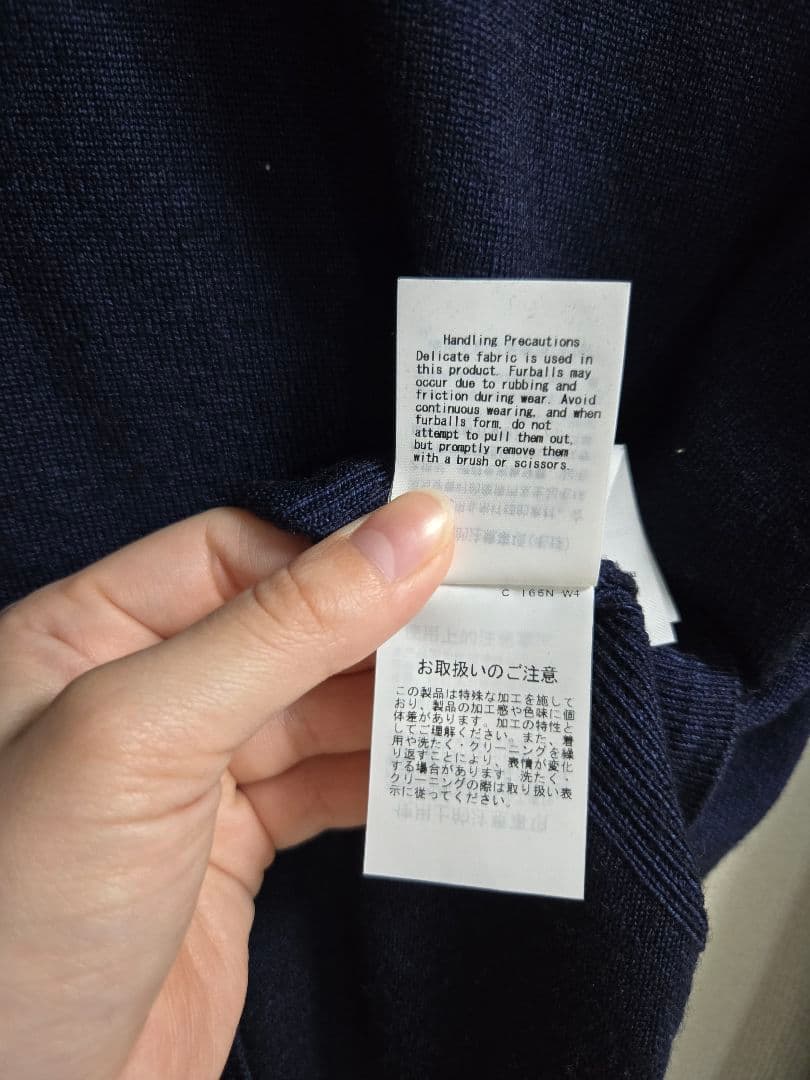 Handling Precautions
Delicate fabric is used in
this product. Furballs may
occur due to rubbing and
friction during wear. Avoid
continuous wearing, and when
furballs form, do not
attempt to pull them out,
but promptly remove them
with a brush or scissors.
C 165N W4
お取扱いのご注意
この製品は特殊な加工を施して
おり、製品の加工感や色味に個
体差があります。加工の特性と
してご理解ください。また、着
用や洗たく・クリーニングを繰
り返すことにより、表情が変化
する場合があります。洗たく・
クリーニングの際は取り扱い表
示に従ってください。